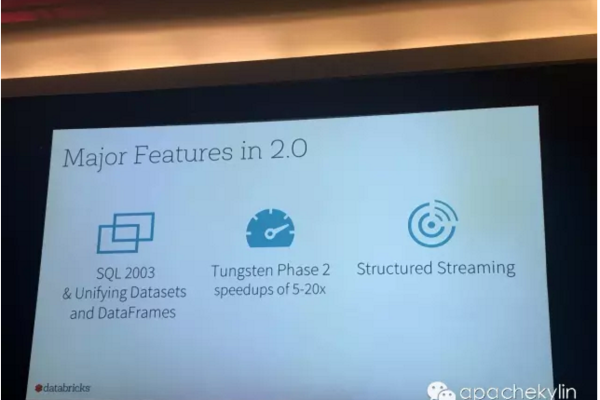 Major Features in 2.0
SQL 2003
& Unifying Datasets
and DataFrames
Tungsten Phase 2
speedups of 5-20x
Structured Streaming
databricks
apachekylin